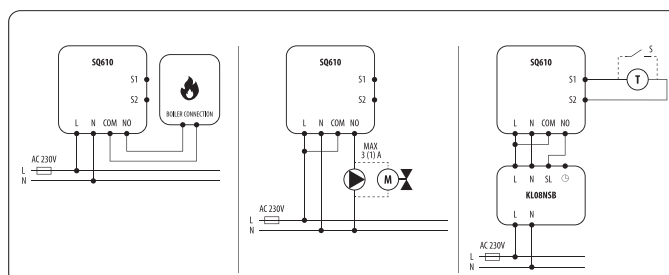 SQ610
S1
S2
L N COM NO
BOILER CONNECTION
AC 230V
L
N
SQ610
S1
S2
L N COM NO
MAX
3 (1) A
M
AC 230V
L
N
SQ610
S
S1
T
S2
L N COM NO
L N SL
KL08NSB
L N
AC 230V
L
N